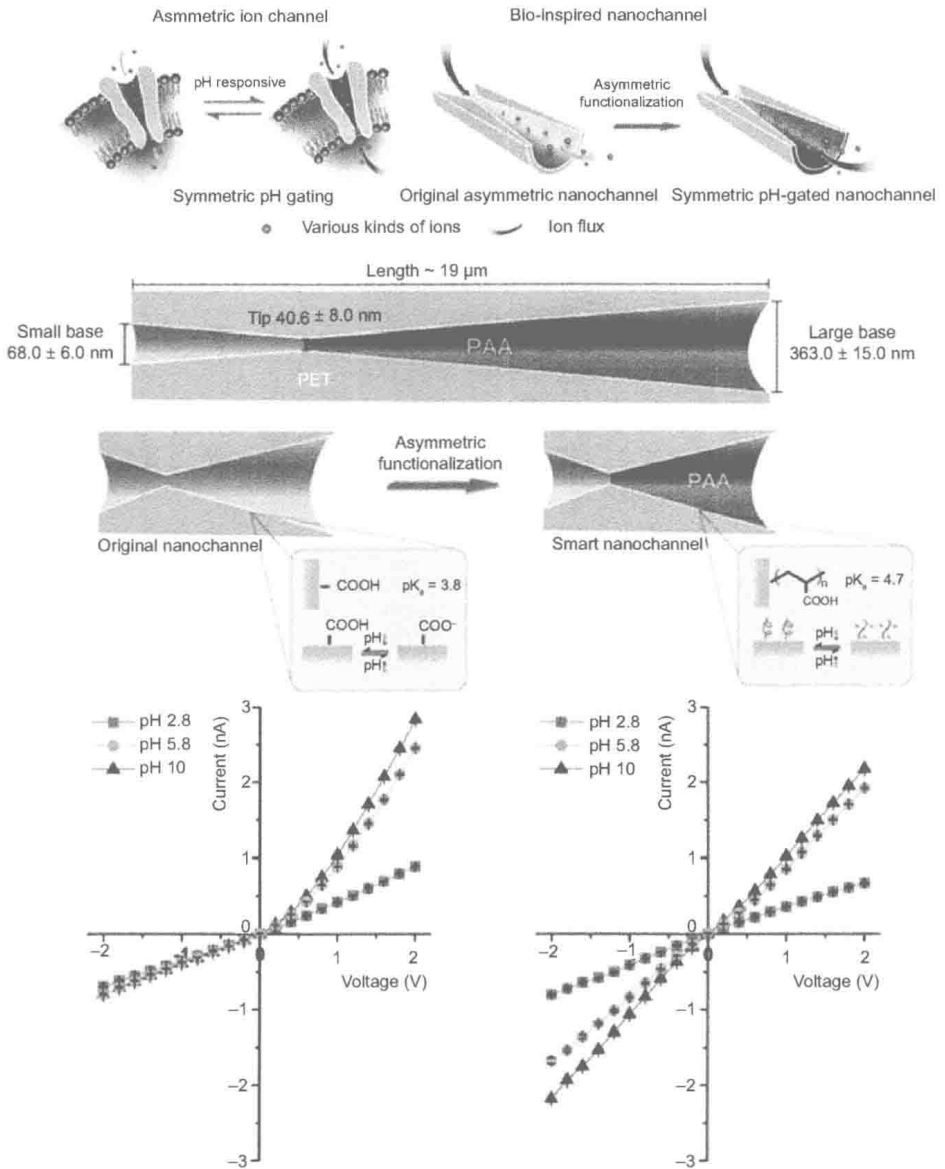 Asmmetric ion channel
Bio-inspired nanochannel
pH responsive
Asymmetric
functionalization
Symmetric pH gating
Original asymmetric nanochannel
Symmetric pH-gated nanochannel
Various kinds of ions
Ion flux
Length ~ 19 µm
Small base
68.0 ± 6.0 nm
Tip 40.6 ± 8.0 nm
PAA
PET
Large base
363.0 ± 15.0 nm
Asymmetric
functionalization
PAA
Original nanochannel
Smart nanochannel
COOH pKa = 3.8
COOH
COO⁻
pH↓
pH↑
n
COOH
pKa = 4.7
pH↓
pH↑
pH 2.8
pH 5.8
pH 10
Current (nA)
3
2
1
0
–2
–1
0
1
2
Voltage (V)
–1
–2
–3
pH 2.8
pH 5.8
pH 10
Current (nA)
3
2
1
0
–2
–1
0
1
2
Voltage (V)
–1
–2
–3